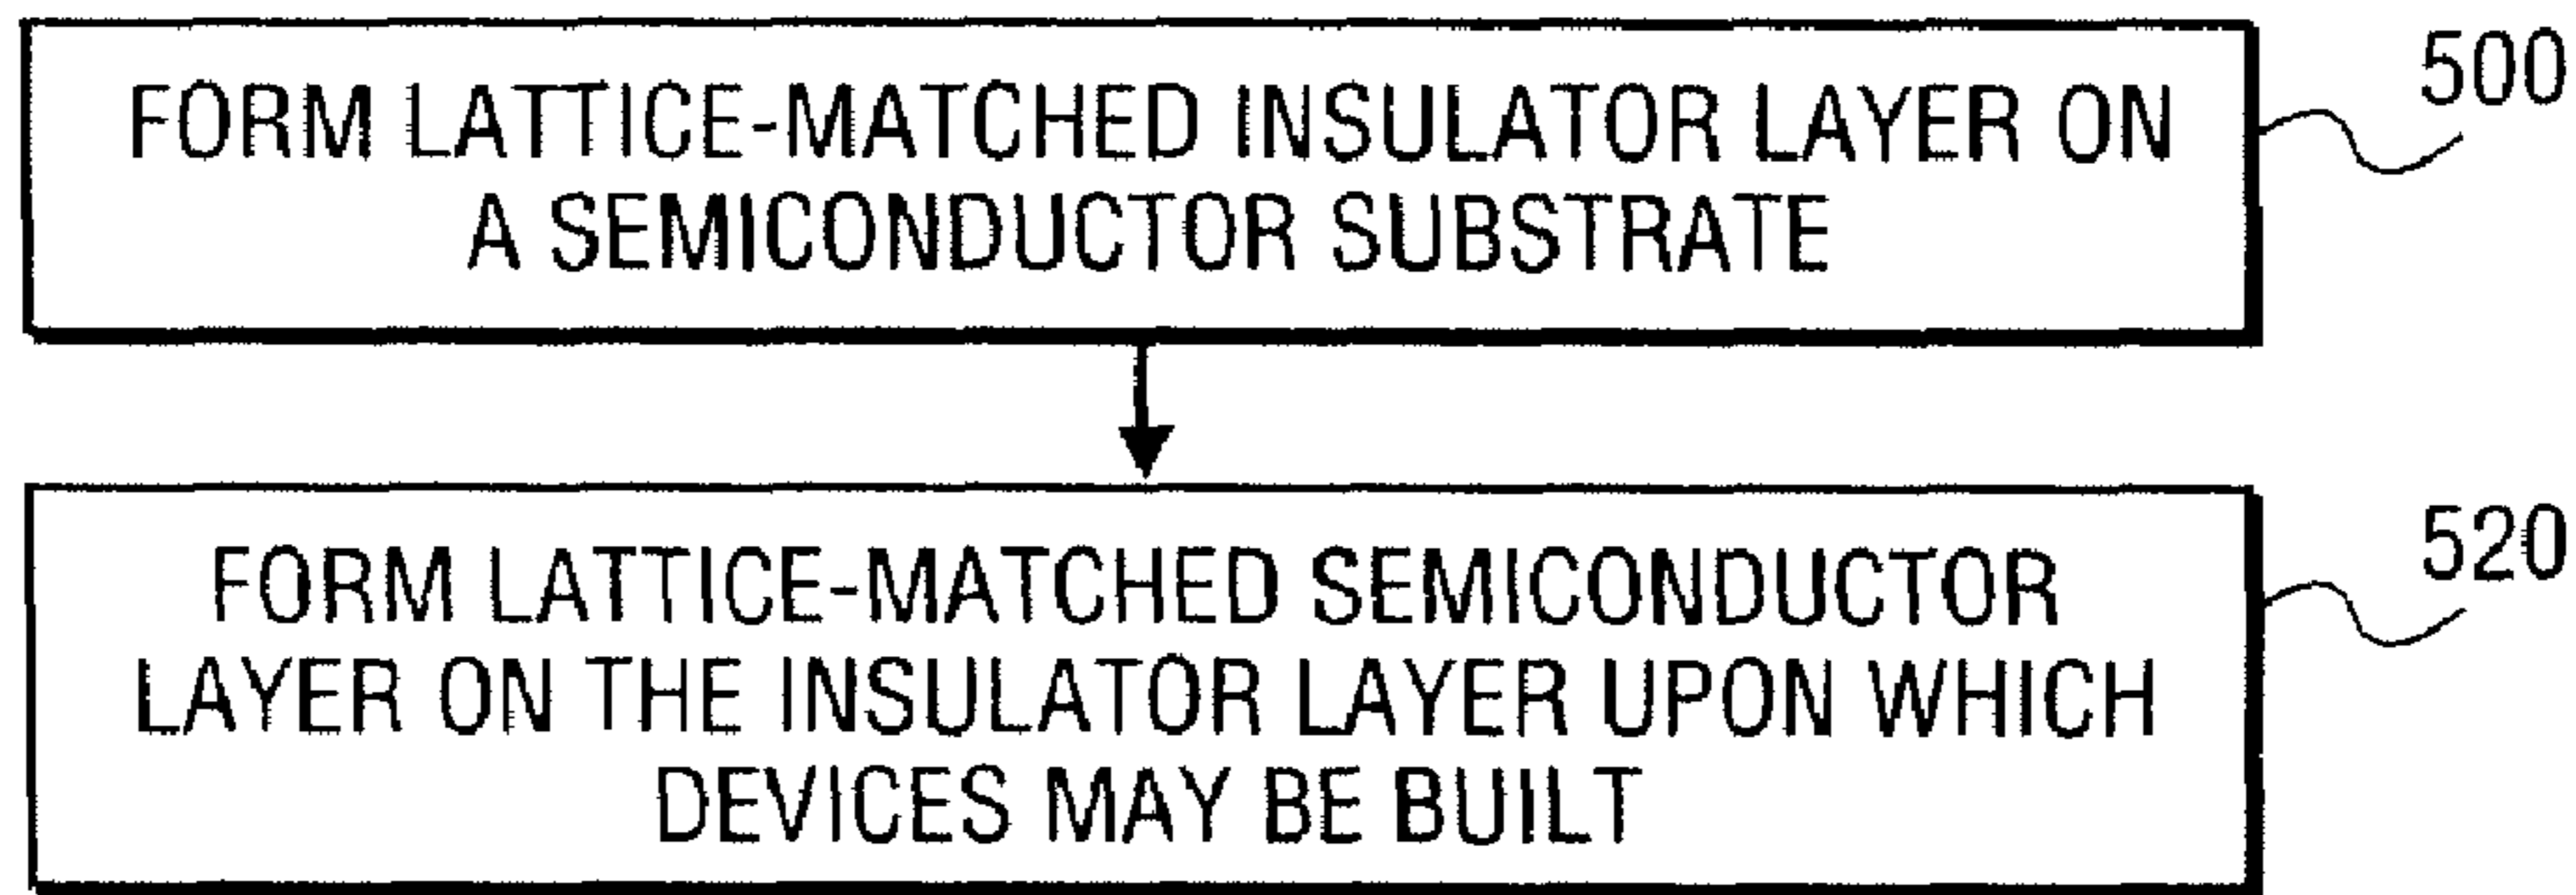 FORM LATTICE-MATCHED INSULATOR LAYER ON
A SEMICONDUCTOR SUBSTRATE
500
FORM LATTICE-MATCHED SEMICONDUCTOR
LAYER ON THE INSULATOR LAYER UPON WHICH
DEVICES MAY BE BUILT
520